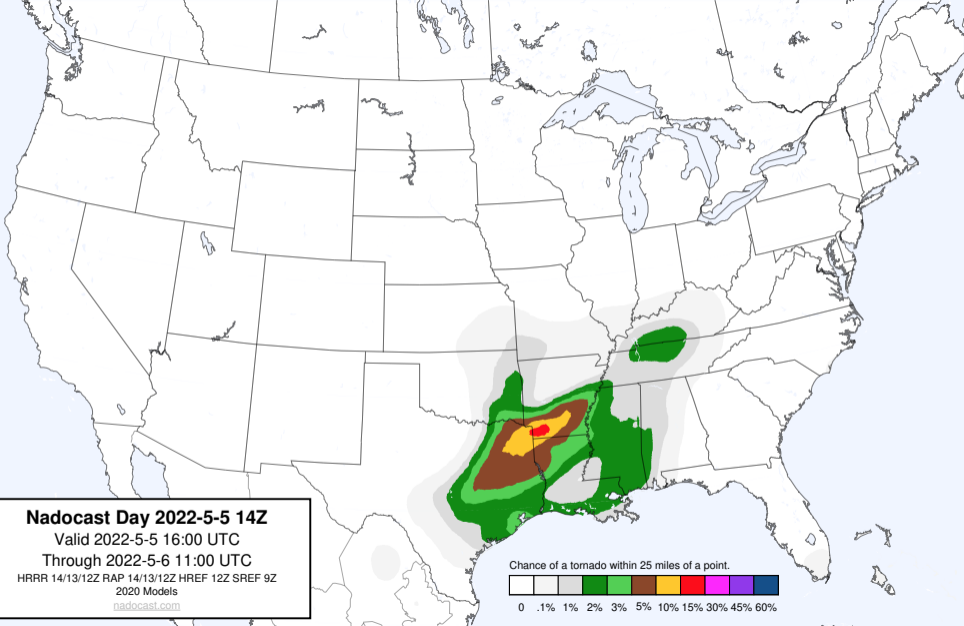 Nadocast Day 2022-5-5 14Z
Valid 2022-5-5 16:00 UTC
Through 2022-5-6 11:00 UTC
HRRR 14/13/12Z RAP 14/13/12Z HREF 12Z SREF 9Z
2020 Models
nadocast.com
Chance of a tornado within 25 miles of a point.
0 .1% 1% 2% 3% 5% 10% 15% 30% 45% 60%